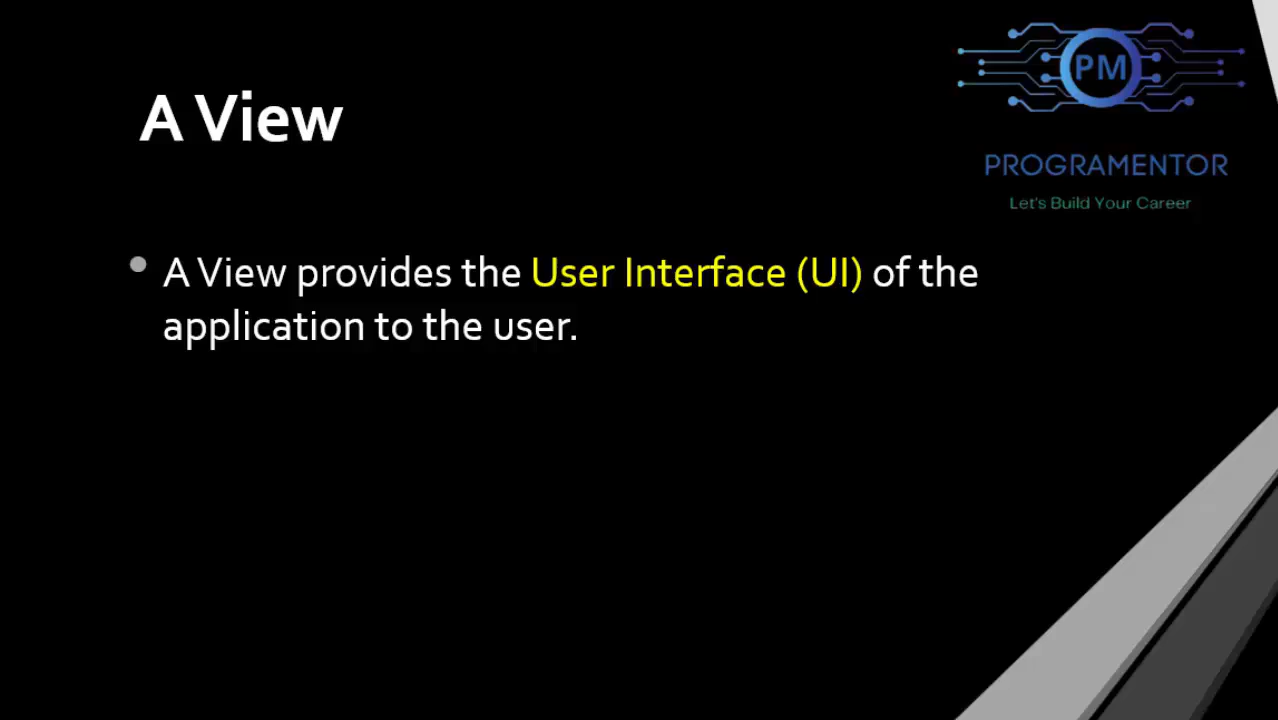 PM
PROGRAMENTOR
Let's Build Your Career
A View
• A View provides the User Interface (UI) of the
application to the user.